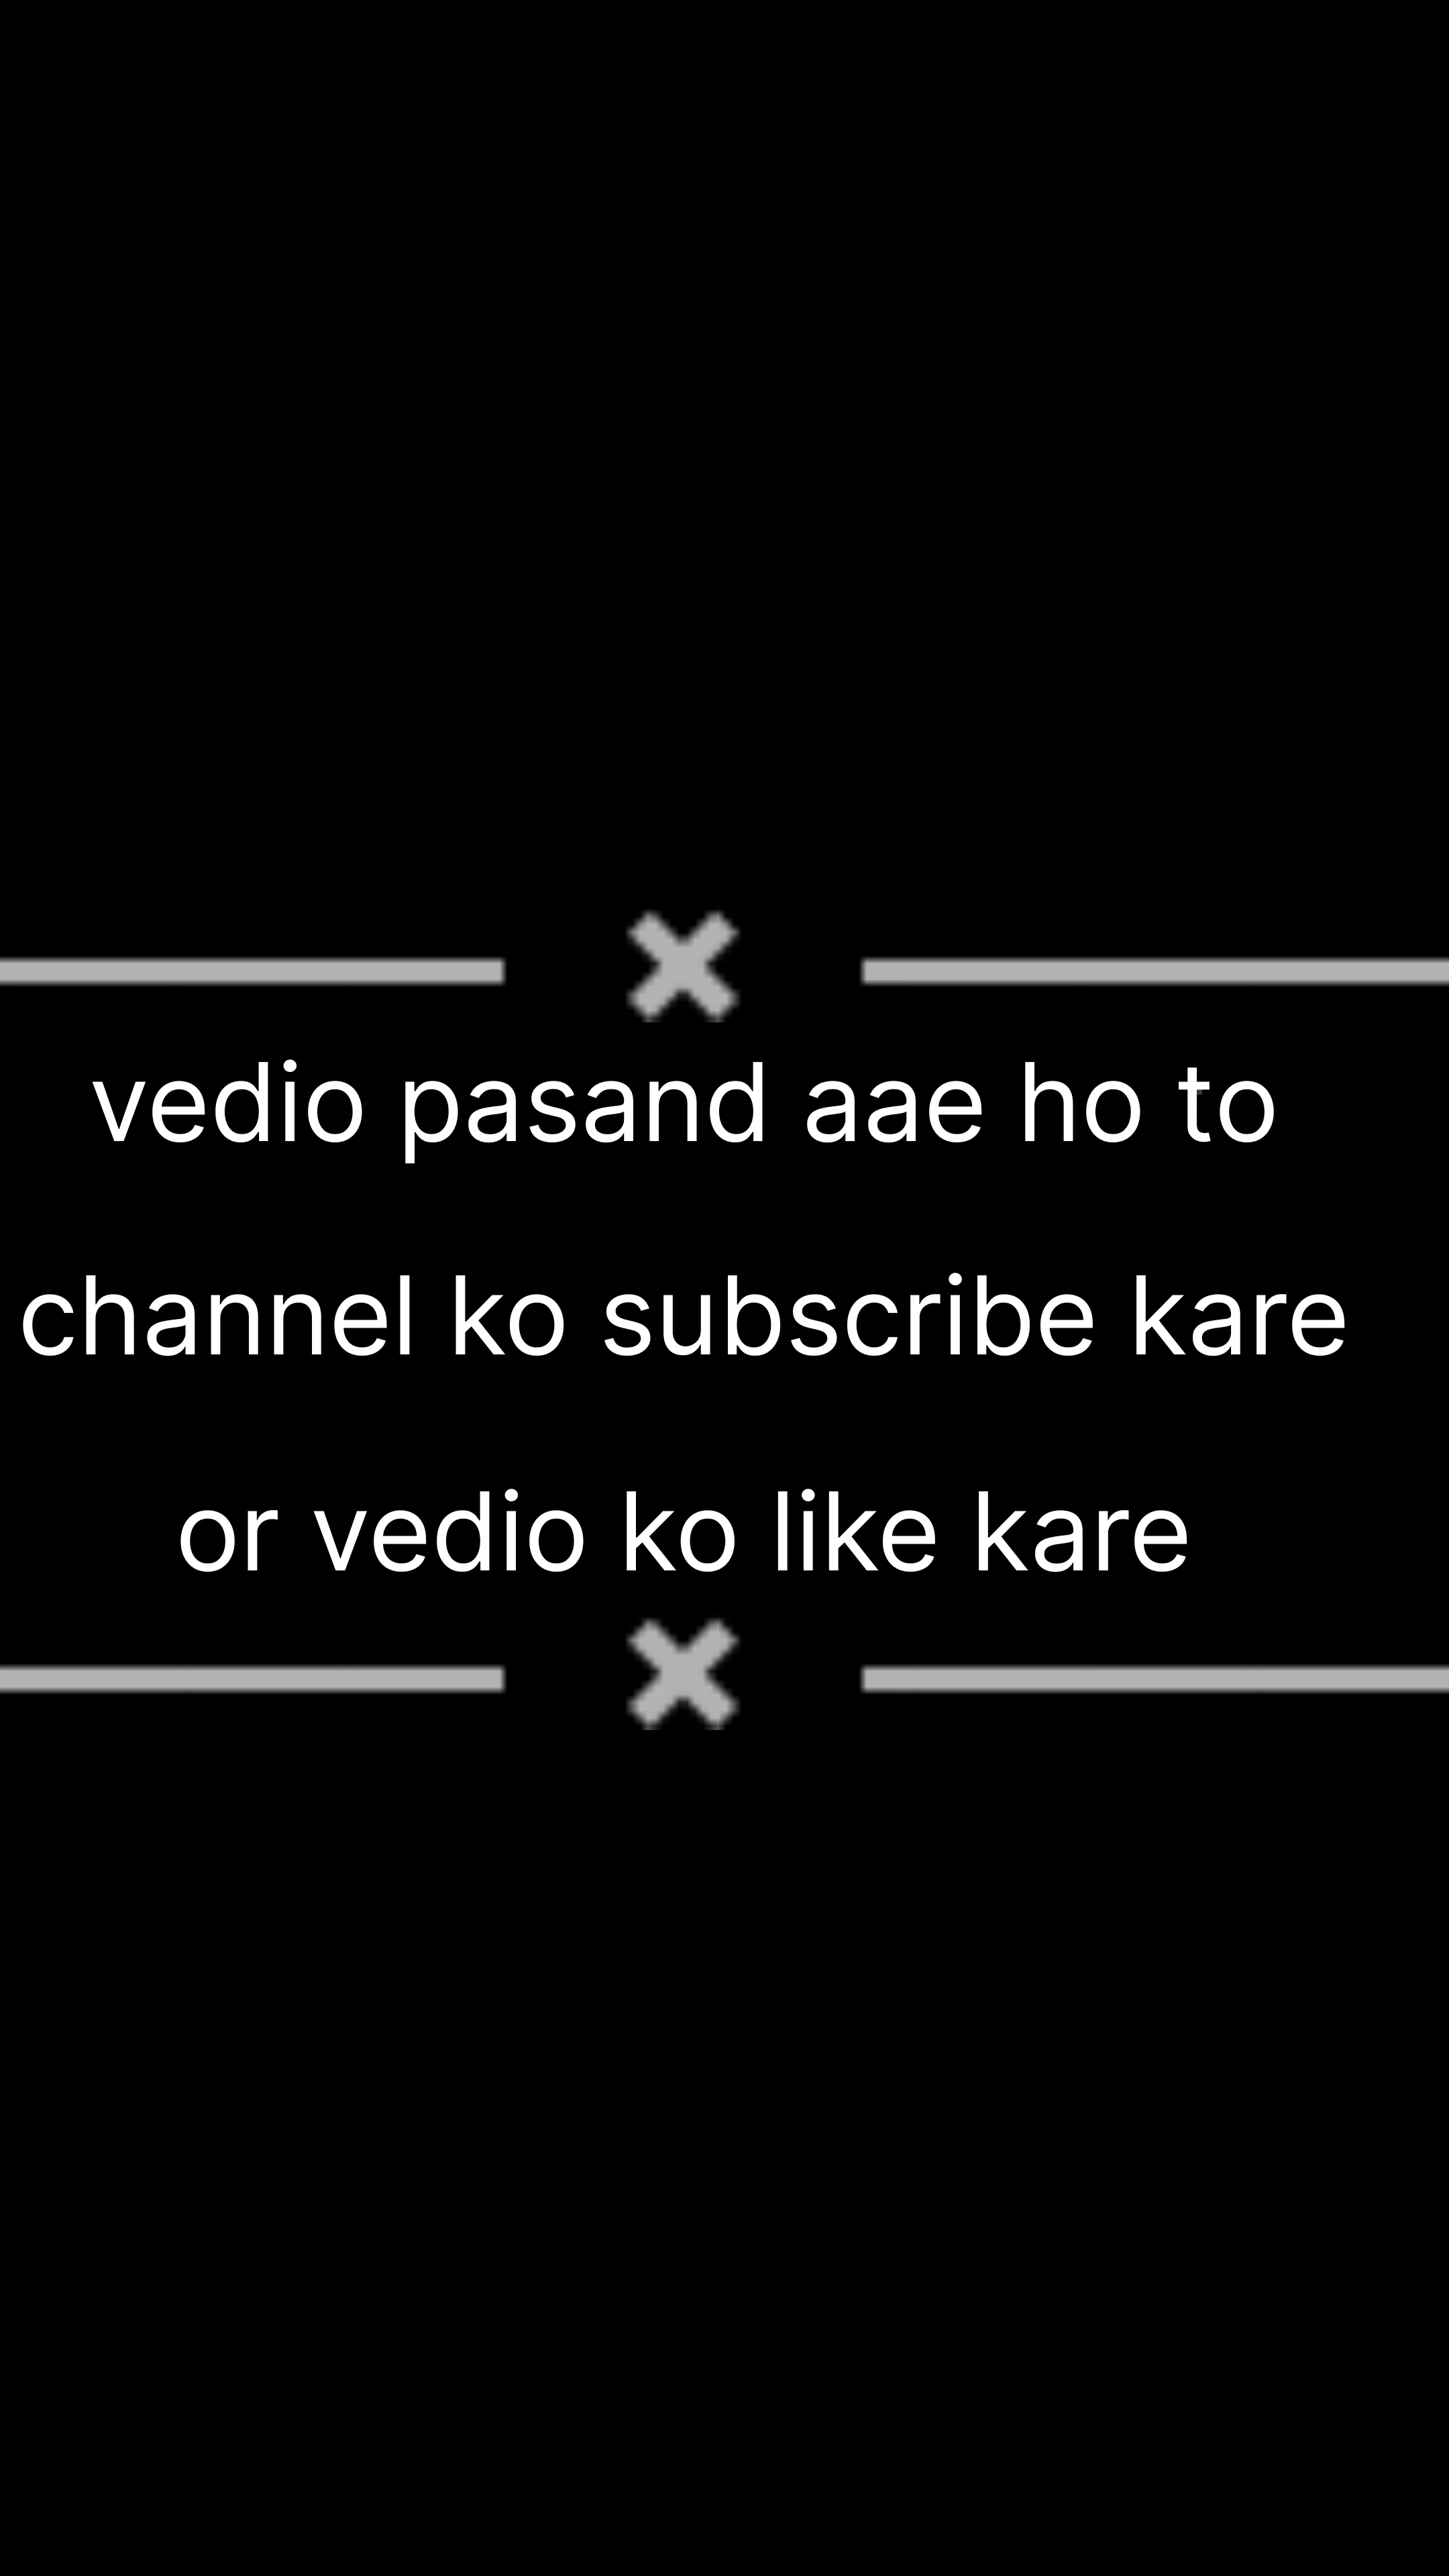 vedio pasand aae ho to
channel ko subscribe kare
or vedio ko like kare